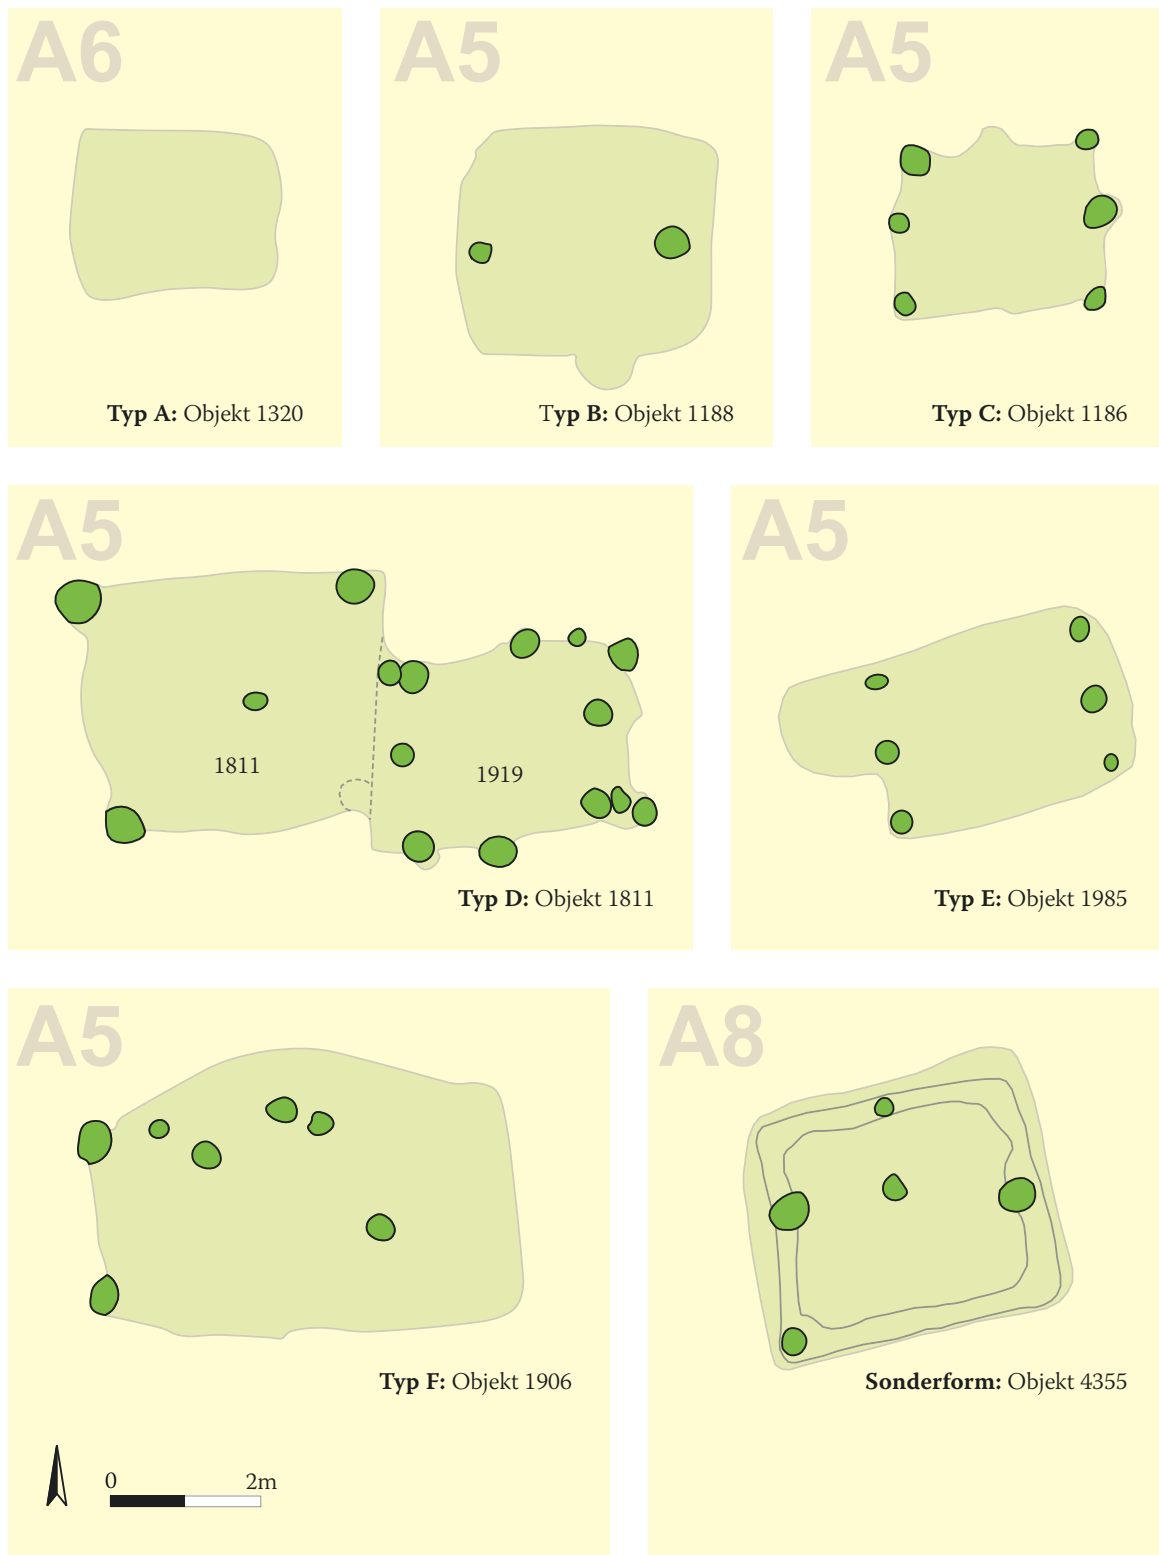 A6
Typ A: Objekt 1320
A5
Typ B: Objekt 1188
A5
Typ C: Objekt 1186
A5
1811
1919
Typ D: Objekt 1811
A5
Typ E: Objekt 1985
A5
Typ F: Objekt 1906
0 2m
A8
Sonderform: Objekt 4355